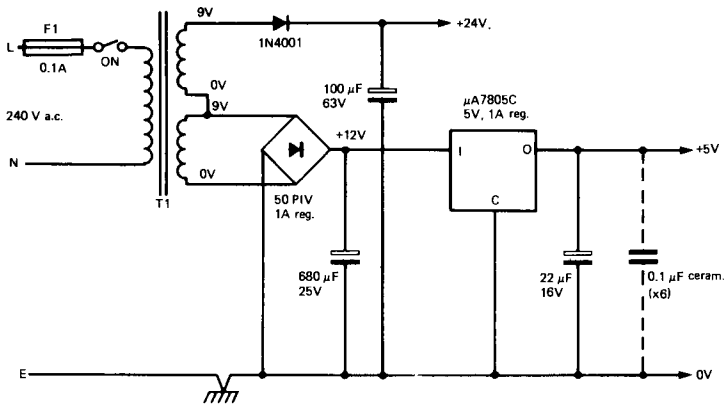 F1
L
0.1A
ON
240 V a.c.
N
T1
9V
0V
9V
0V
1N4001
+24V.
100 µF
63V
+12V
50 PIV
1A reg.
680 µF
25V
µA7805C
5V, 1A reg.
I
O
C
+5V
22 µF
16V
0.1 µF ceram.
(x6)
E
0V